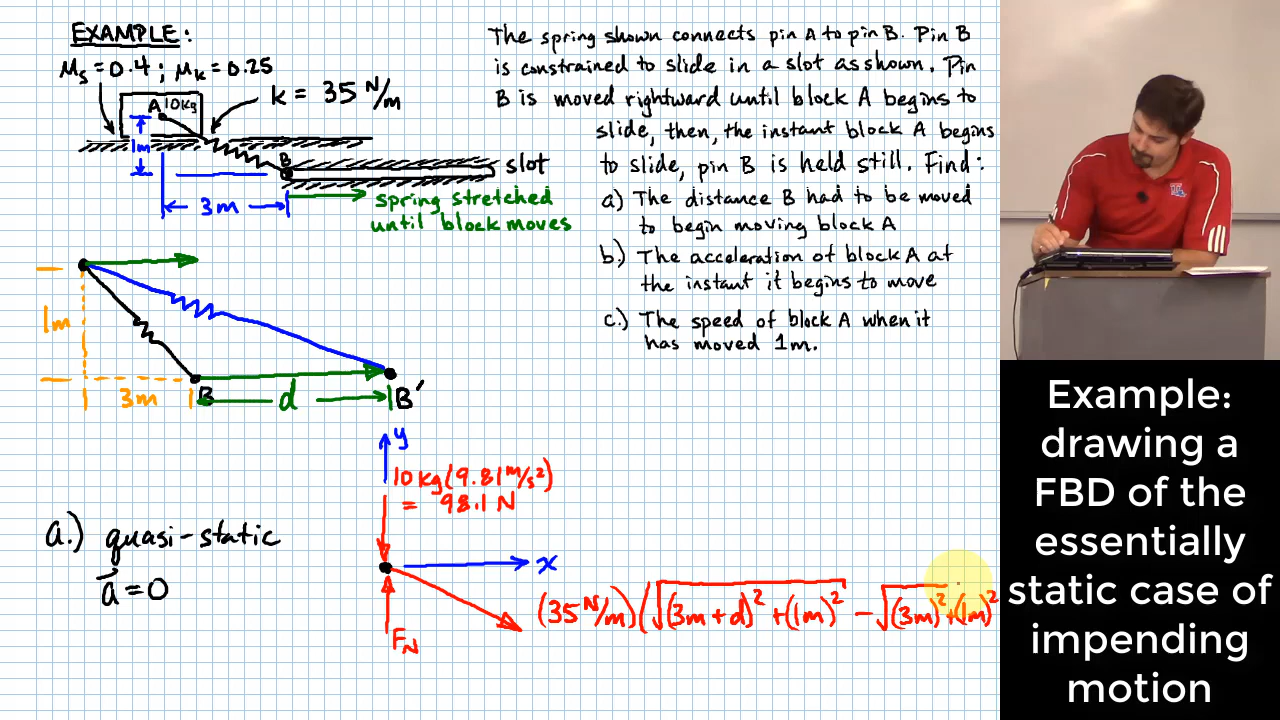 EXAMPLE:
μs = 0.4 ; μk = 0.25
k = 35 N/m
A 10kg
1m
B
slot
3m
spring stretched
until block moves
The spring shown connects pin A to pin B. Pin B
is constrained to slide in a slot as shown. Pin
B is moved rightward until block A begins to
slide, then, the instant block A begins
to slide, pin B is held still. Find:
a.) The distance B had to be moved
to begin moving block A
b.) The acceleration of block A at
the instant it begins to move
c.) The speed of block A when it
has moved 1m.
1m
3m
B
d
B'
y
10kg(9.81 m/s²)
= 98.1 N
a.) quasi-static
a⃗ = 0
x
(35 N/m)(√(3m + d)² + (1m)² - √(3m)² + (1m)²
FN
Example:
drawing a
FBD of the
essentially
static case of
impending
motion